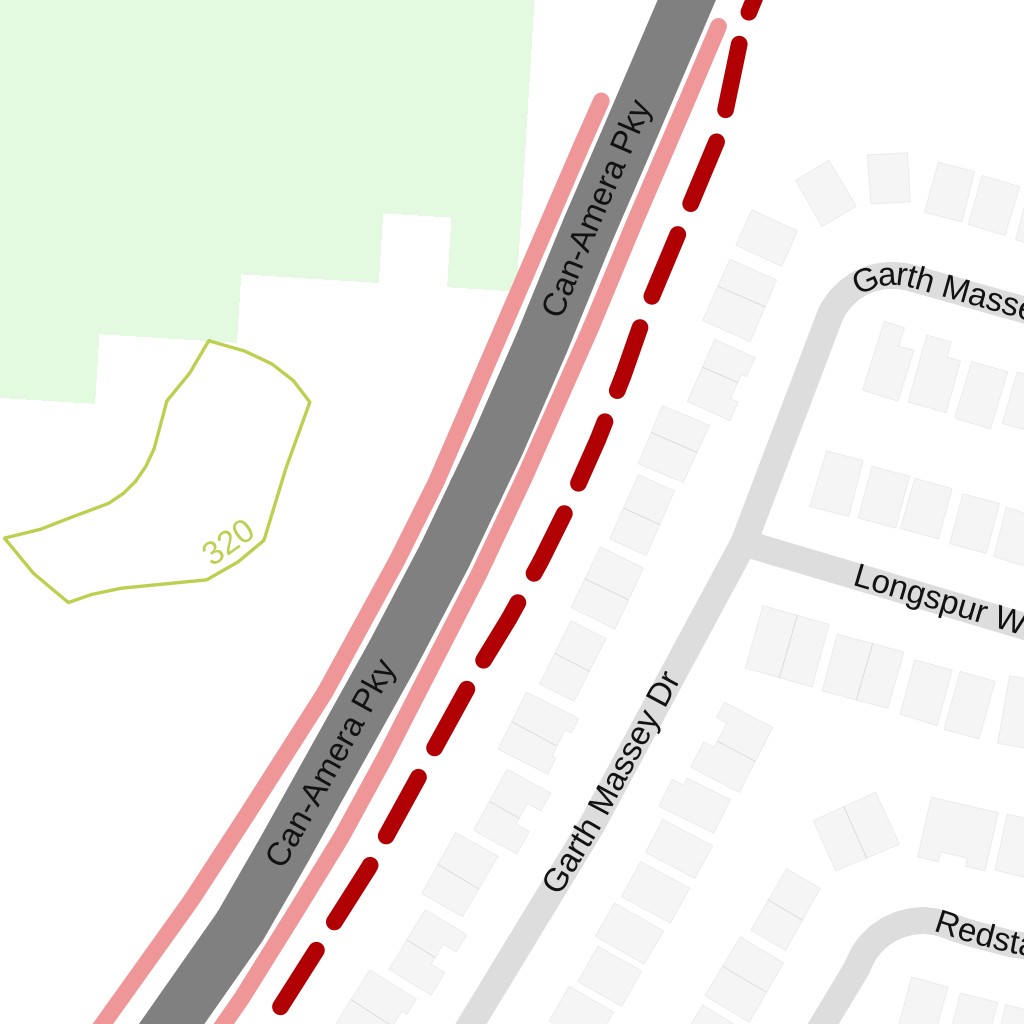 Can-Amera Pky
Garth Masse
320
Longspur W
Can-Amera Pky
Garth Massey Dr
Redsta